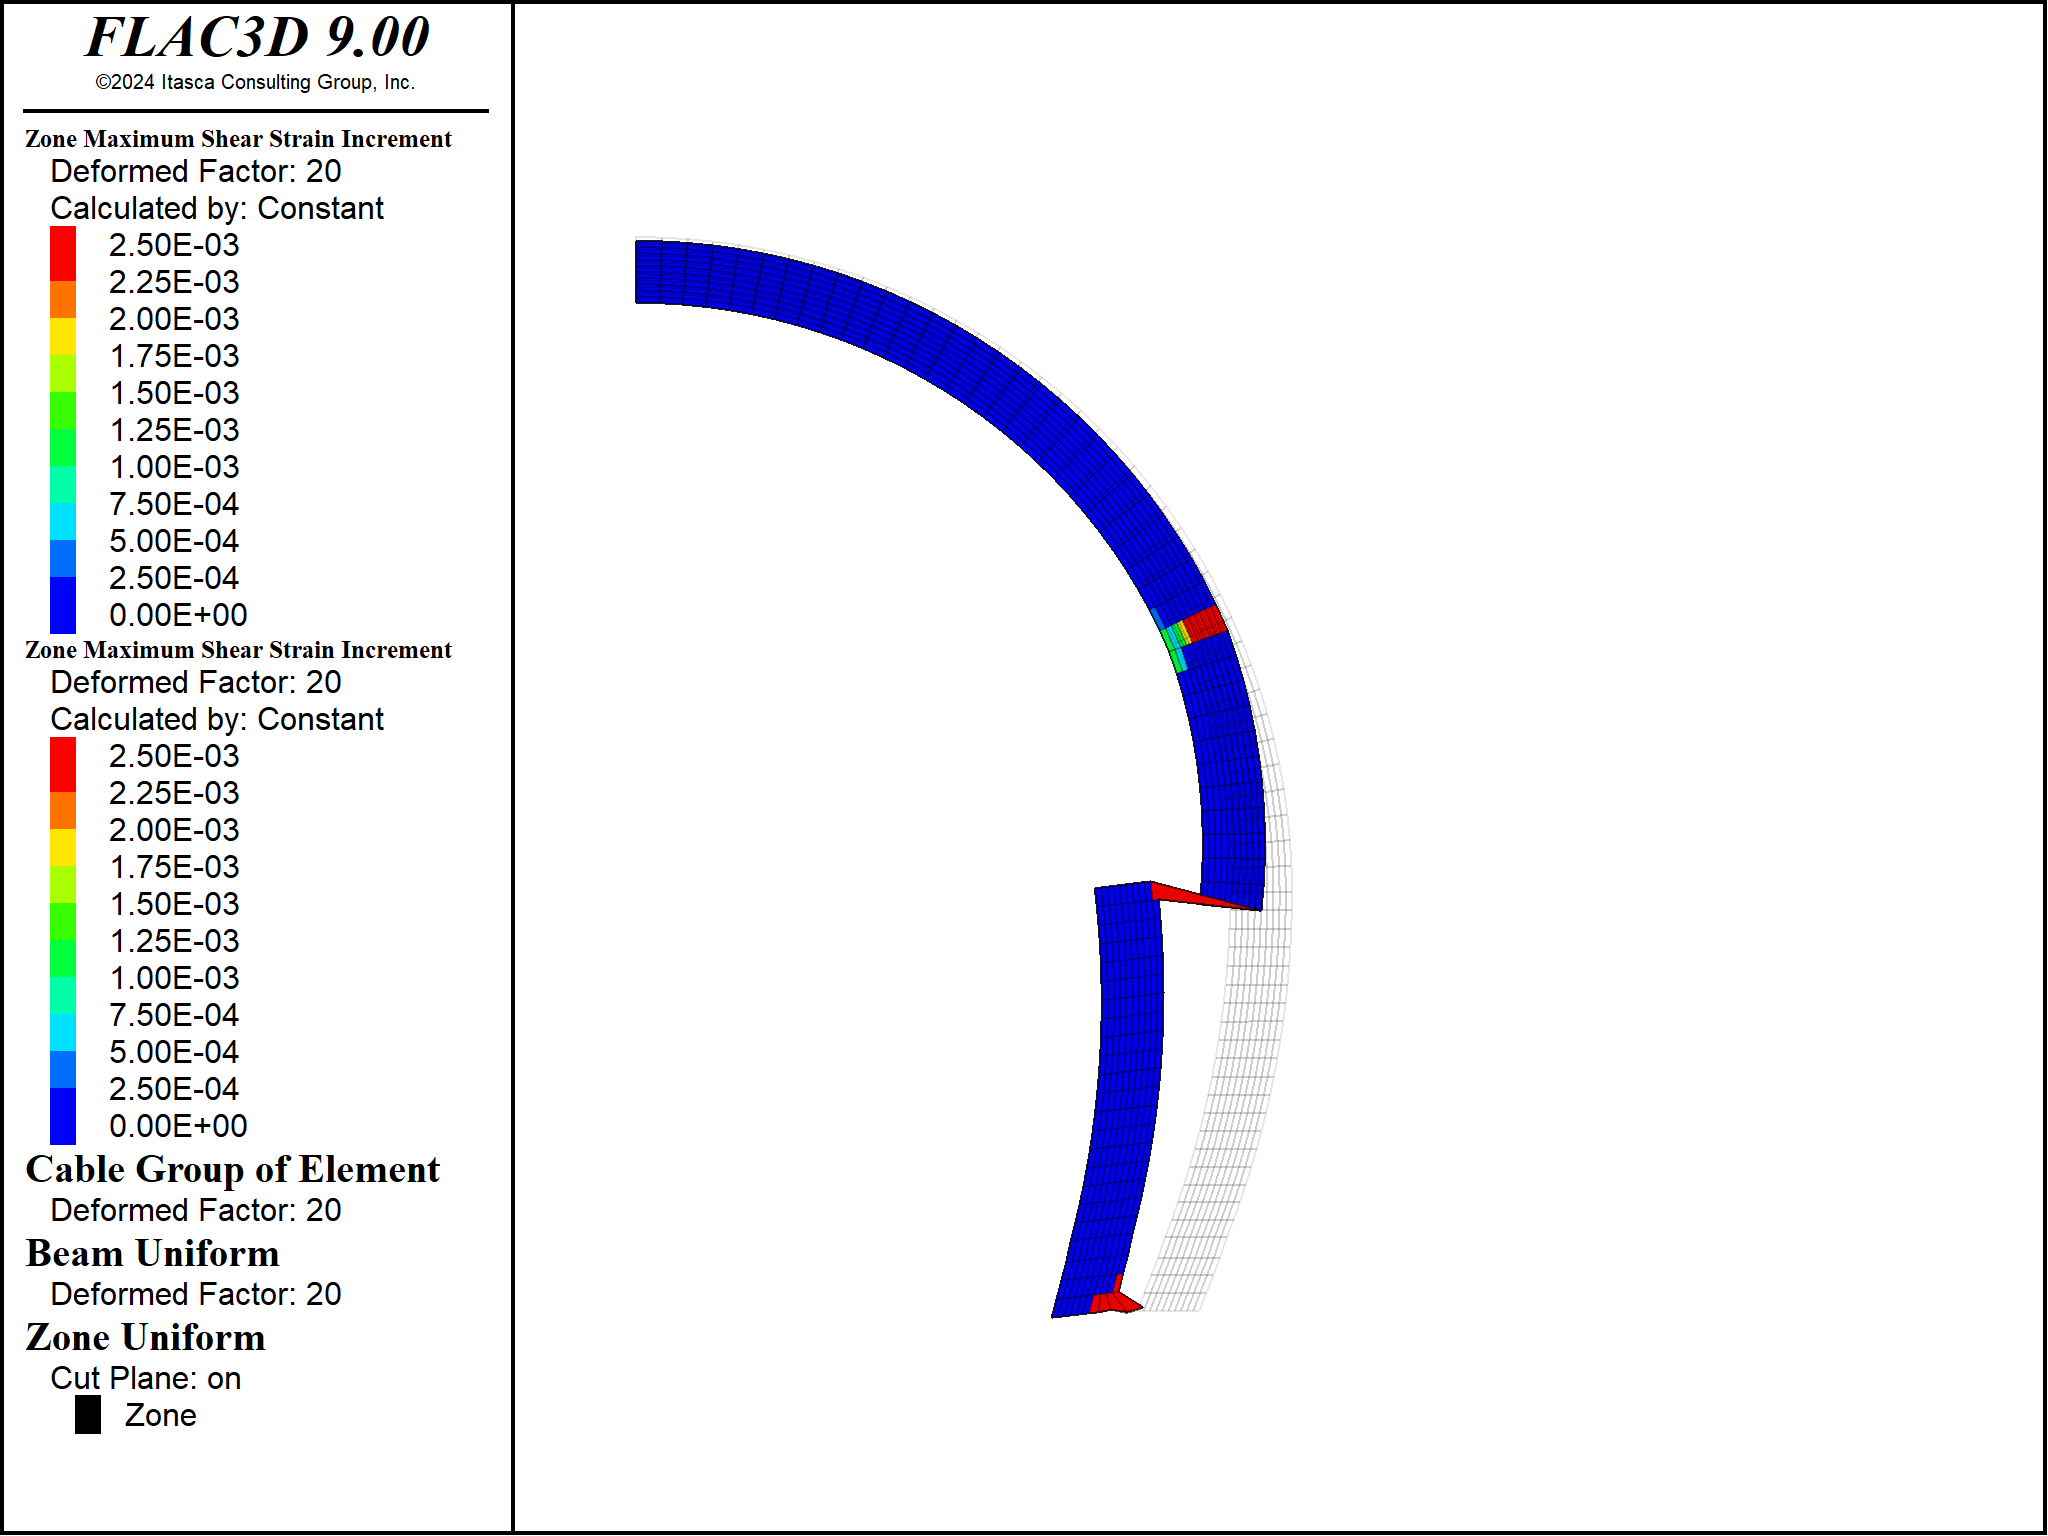 FLAC3D 9.00
©2024 Itasca Consulting Group, Inc.
Zone Maximum Shear Strain Increment
Deformed Factor: 20
Calculated by: Constant
2.50E-03
2.25E-03
2.00E-03
1.75E-03
1.50E-03
1.25E-03
1.00E-03
7.50E-04
5.00E-04
2.50E-04
0.00E+00
Zone Maximum Shear Strain Increment
Deformed Factor: 20
Calculated by: Constant
2.50E-03
2.25E-03
2.00E-03
1.75E-03
1.50E-03
1.25E-03
1.00E-03
7.50E-04
5.00E-04
2.50E-04
0.00E+00
Cable Group of Element
Deformed Factor: 20
Beam Uniform
Deformed Factor: 20
Zone Uniform
Cut Plane: on
Zone